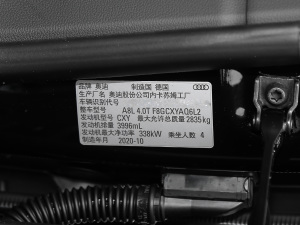 品牌 奥迪 制造国 德国
生产厂名 奥迪股份公司内卡苏姆工厂
车辆识别代号
整车型号 A8L 4.0T F8GCXYAQ6L2
发动机型号 CXY 最大允许总质量 2835kg
发动机排量 3996mL
发动机最大净功率 338kW 乘坐人数 4
制造年月 2020-10